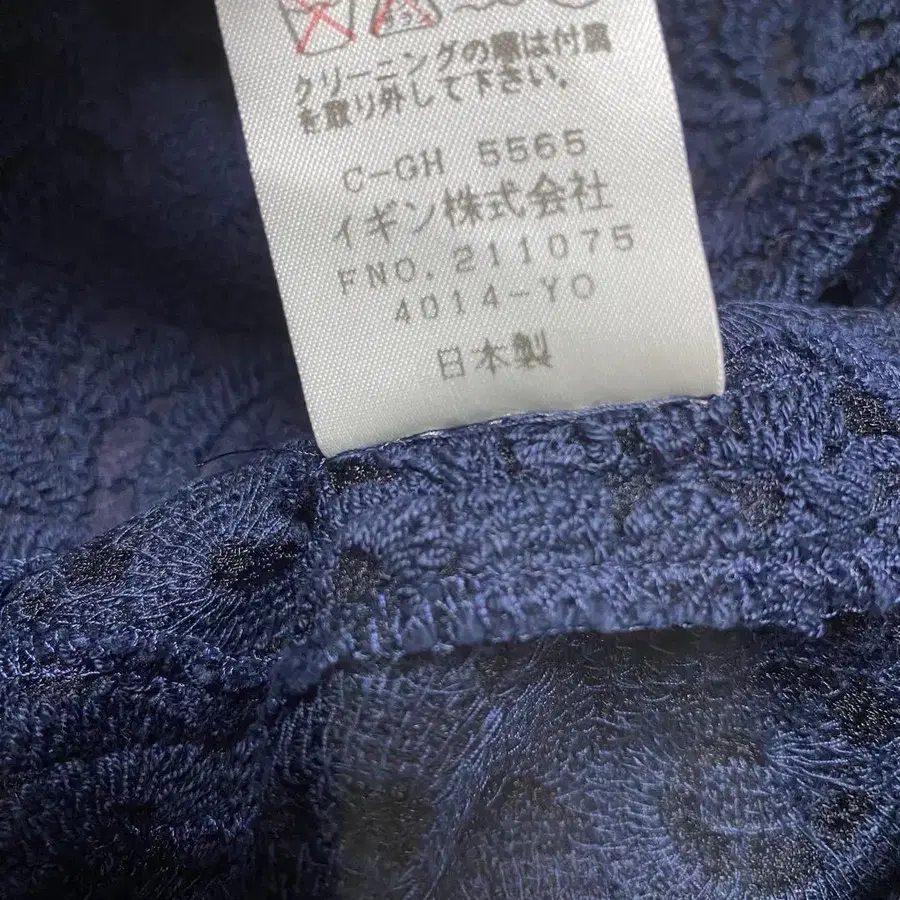 クリーニングの際は付属
を取り外して下さい。
C-GH 5565
イギン株式会社
FNO.211075
4014-YO
日本製